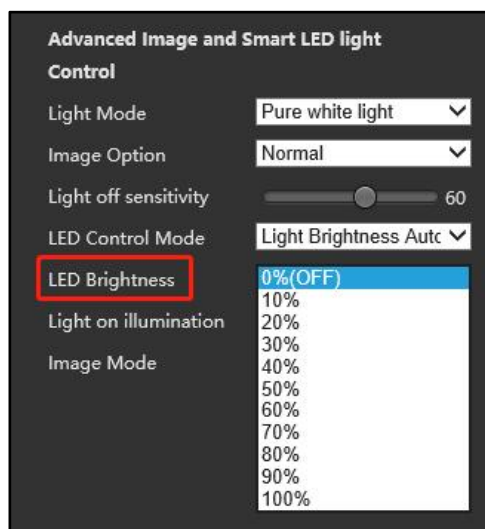 Advanced Image and Smart LED light
Control
Light Mode
Pure white light
Image Option
Normal
Light off sensitivity
60
LED Control Mode
Light Brightness Autc
LED Brightness
0%(OFF)
10%
20%
30%
40%
50%
60%
70%
80%
90%
100%
Light on illumination
Image Mode